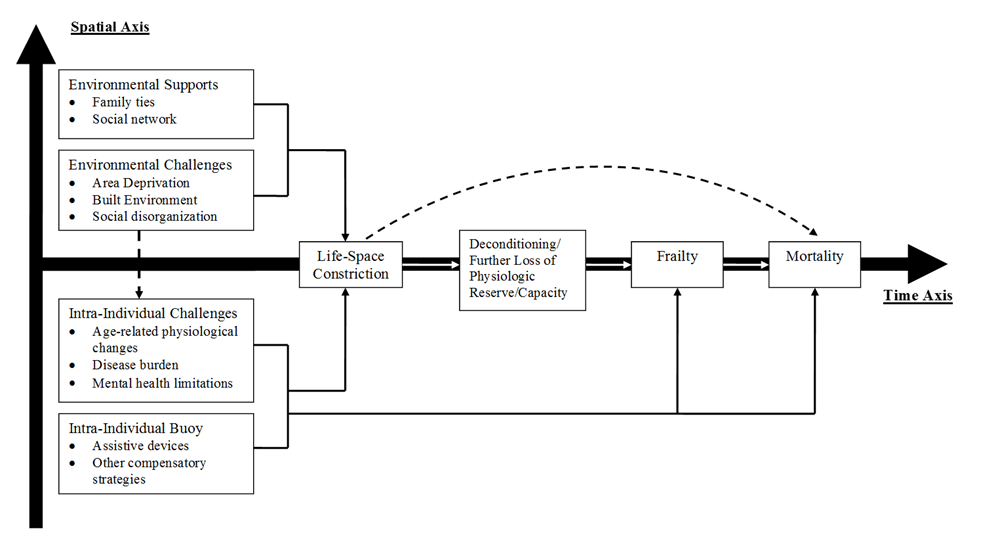 Spatial Axis
Environmental Supports
• Family ties
• Social network
Environmental Challenges
• Area Deprivation
• Built Environment
• Social disorganization
Life-Space
Constriction
Deconditioning/
Further Loss of
Physiologic
Reserve/Capacity
Frailty
Mortality
Time Axis
Intra-Individual Challenges
• Age-related physiological
changes
• Disease burden
• Mental health limitations
Intra-Individual Buoy
• Assistive devices
• Other compensatory
strategies